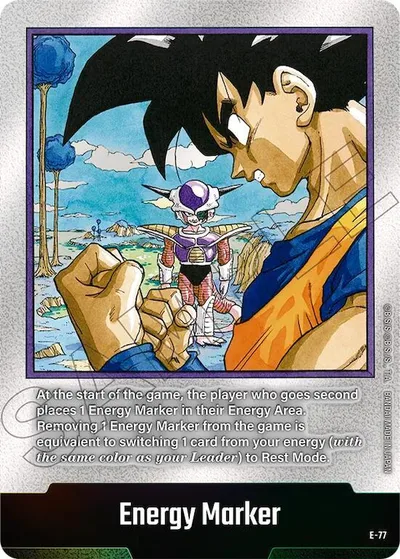 At the start of the game, the player who goes second
places 1 Energy Marker in their Energy Area.
Removing 1 Energy Marker from the game is
equivalent to switching 1 card from your energy (with
the same color as your Leader) to Rest Mode.
Energy Marker
E-77
SAMPLE